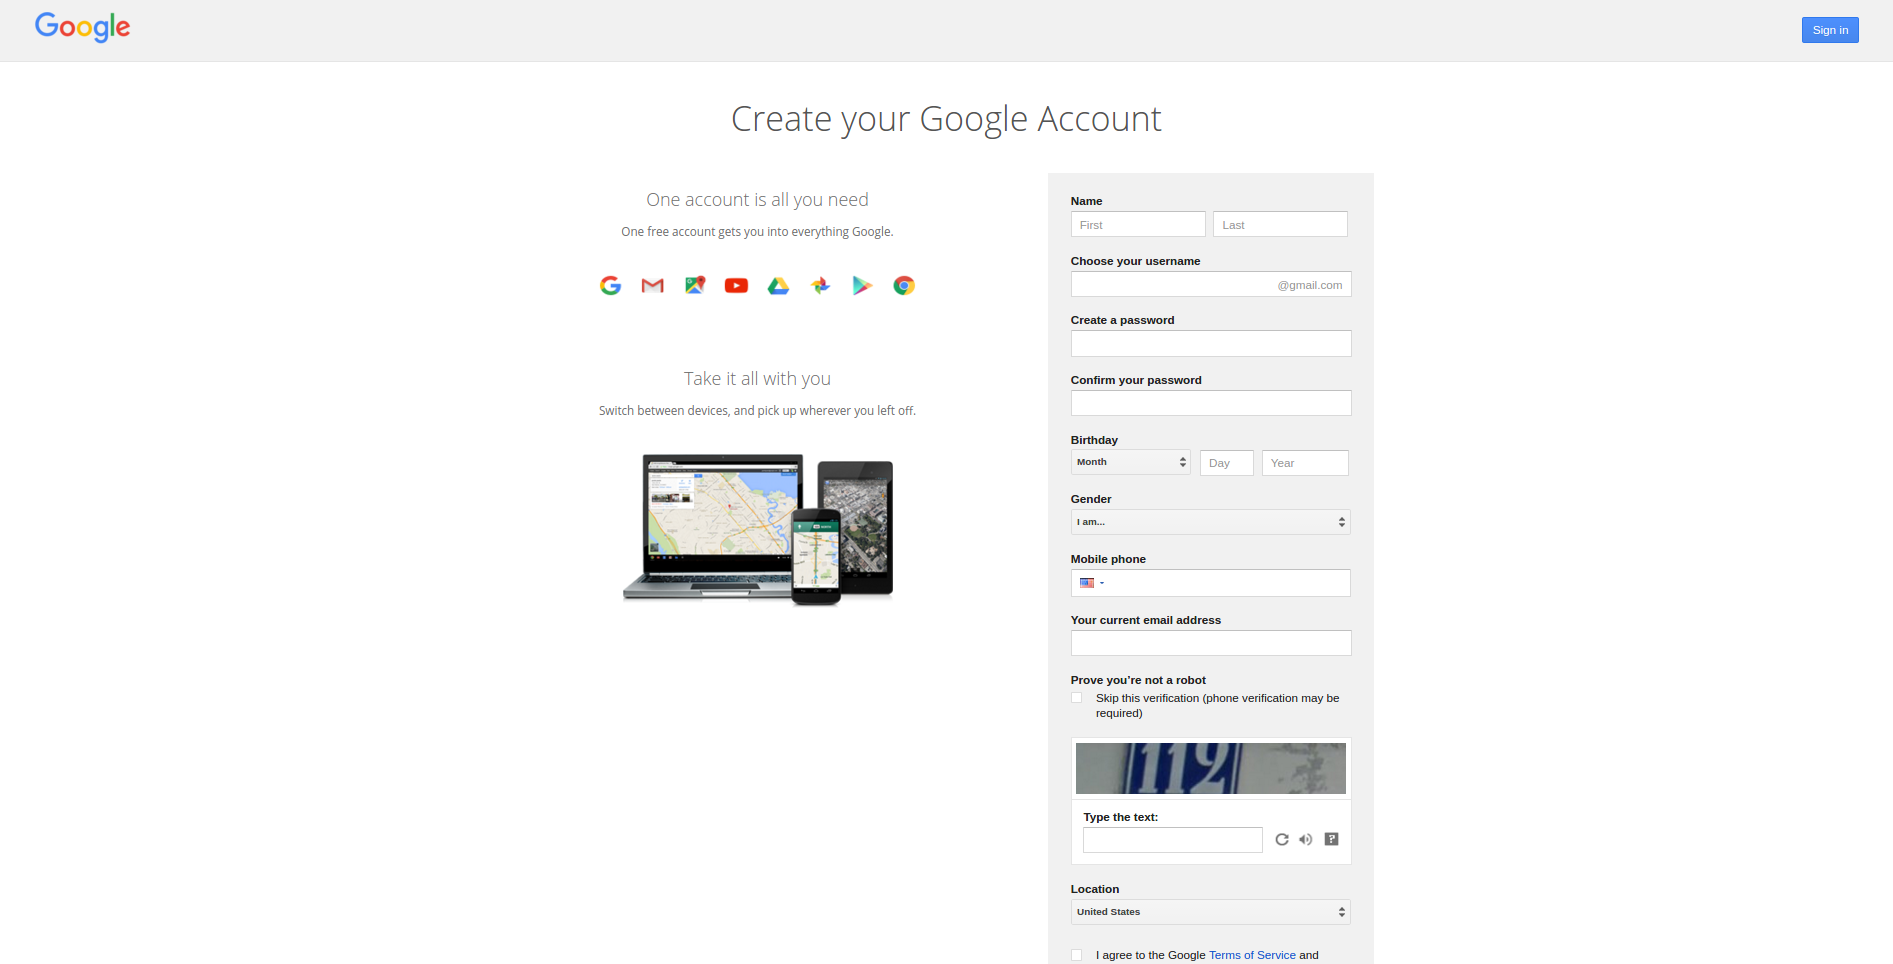 Google
Sign in
Create your Google Account
One account is all you need
One free account gets you into everything Google.
Take it all with you
Switch between devices, and pick up wherever you left off.
Name
First Last
Choose your username
@gmail.com
Create a password
Confirm your password
Birthday
Month Day Year
Gender
I am...
Mobile phone
Your current email address
Prove you’re not a robot
Skip this verification (phone verification may be
required)
119
Type the text:
Location
United States
I agree to the Google Terms of Service and